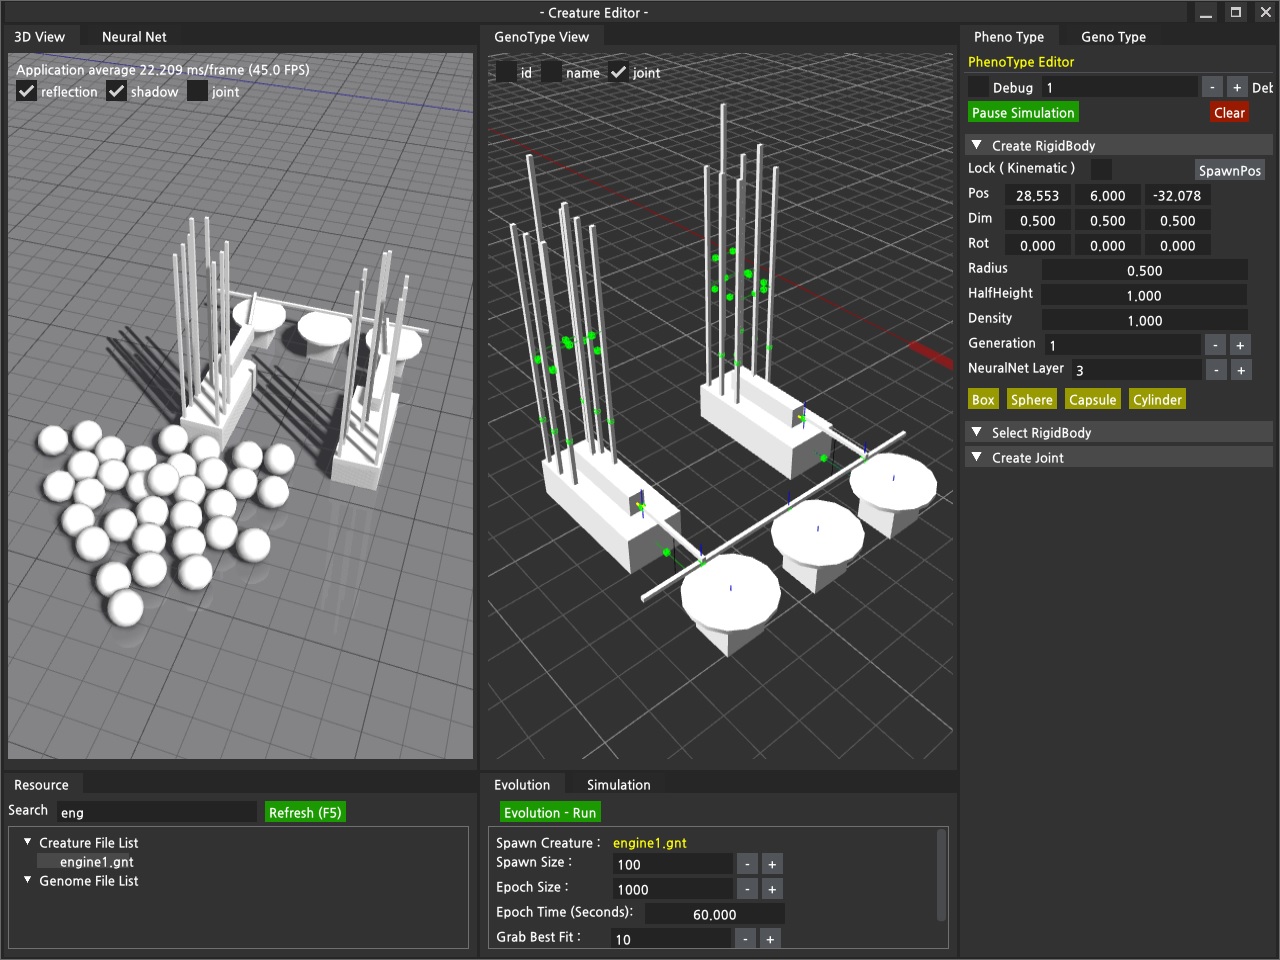 - Creature Editor -
3D View Neural Net
Application average 22.209 ms/frame (45.0 FPS)
reflection shadow joint
GenoType View
id name joint
Pheno Type Geno Type
PhenoType Editor
Debug 1 - + Det
Pause Simulation Clear
Create RigidBody
Lock ( Kinematic ) SpawnPos
Pos 28.553 6.000 -32.078
Dim 0.500 0.500 0.500
Rot 0.000 0.000 0.000
Radius 0.500
HalfHeight 1.000
Density 1.000
Generation 1 - +
NeuralNet Layer 3 - +
Box Sphere Capsule Cylinder
Select RigidBody
Create Joint
Resource
Search eng Refresh (F5)
Creature File List
engine1.gnt
Genome File List
Evolution Simulation
Evolution - Run
Spawn Creature : engine1.gnt
Spawn Size : 100 - +
Epoch Size : 1000 - +
Epoch Time (Seconds): 60.000
Grab Best Fit : 10 - +